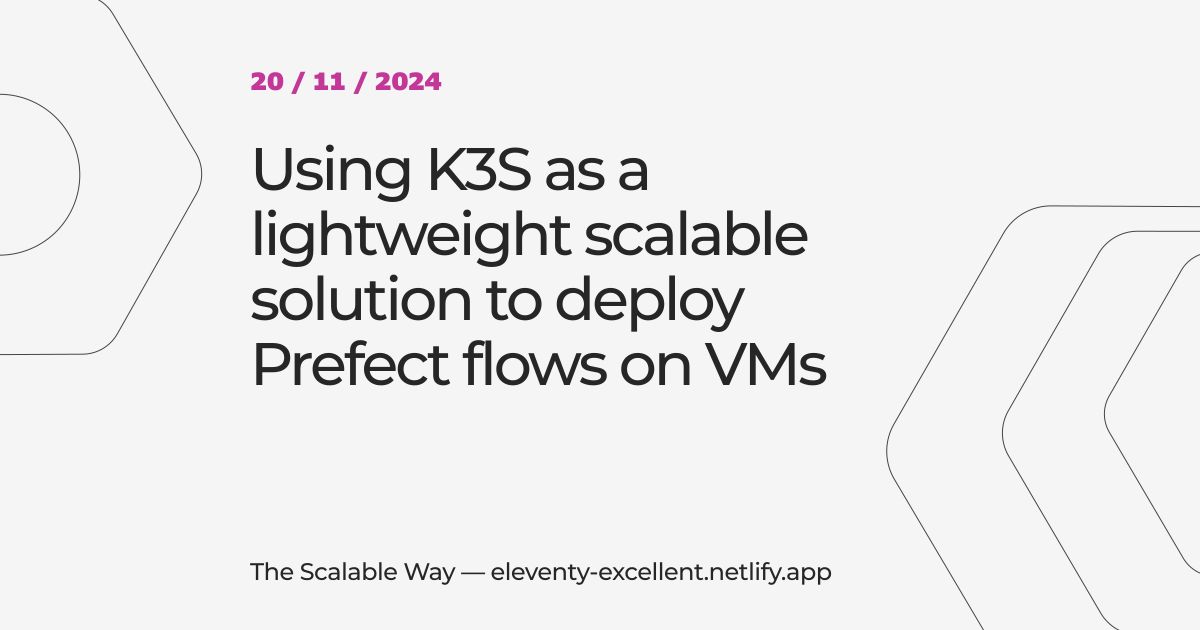 20 / 11 / 2024
Using K3S as a
lightweight scalable
solution to deploy
Prefect flows on VMs
The Scalable Way — eleventy-excellent.netlify.app